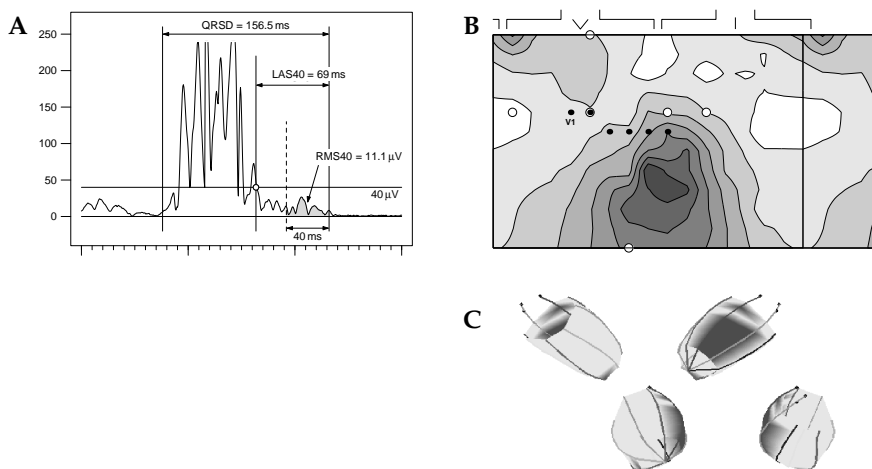 A
QRSD = 156.5 ms
250
LAS40 = 69 ms
200
150
100
RMS40 = 11.1 µV
50
40 µV
0
40 ms
B
V1
C